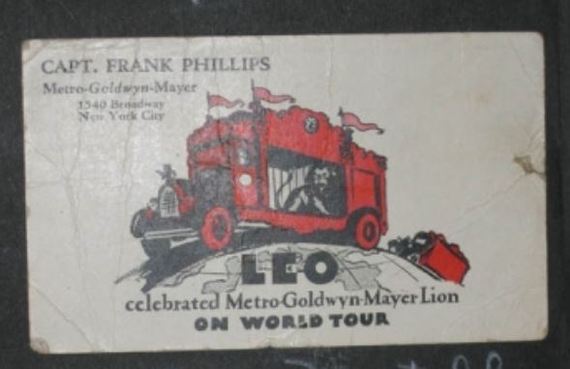 CAPT. FRANK PHILLIPS
Metro-Goldwyn-Mayer
1540 Broadway
New York City
LEO
celebrated Metro-Goldwyn-Mayer Lion
ON WORLD TOUR